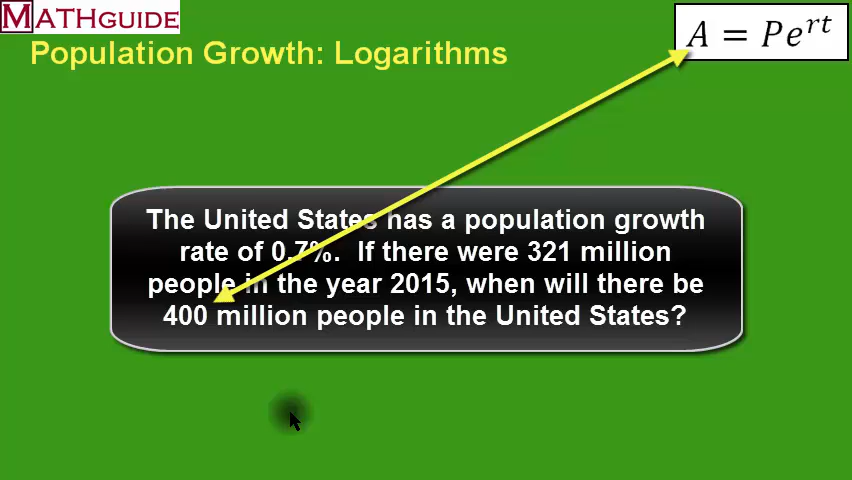 MATHGUIDE
Population Growth: Logarithms
A = Pe^{rt}
The United States has a population growth
rate of 0.7%. If there were 321 million
people in the year 2015, when will there be
400 million people in the United States?